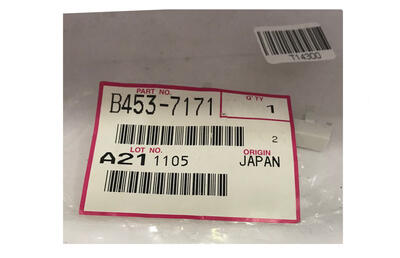 T14300
PART NO.
Q'TY
B453-7171
1
2
LOT NO.
ORIGIN
A21 1105
JAPAN